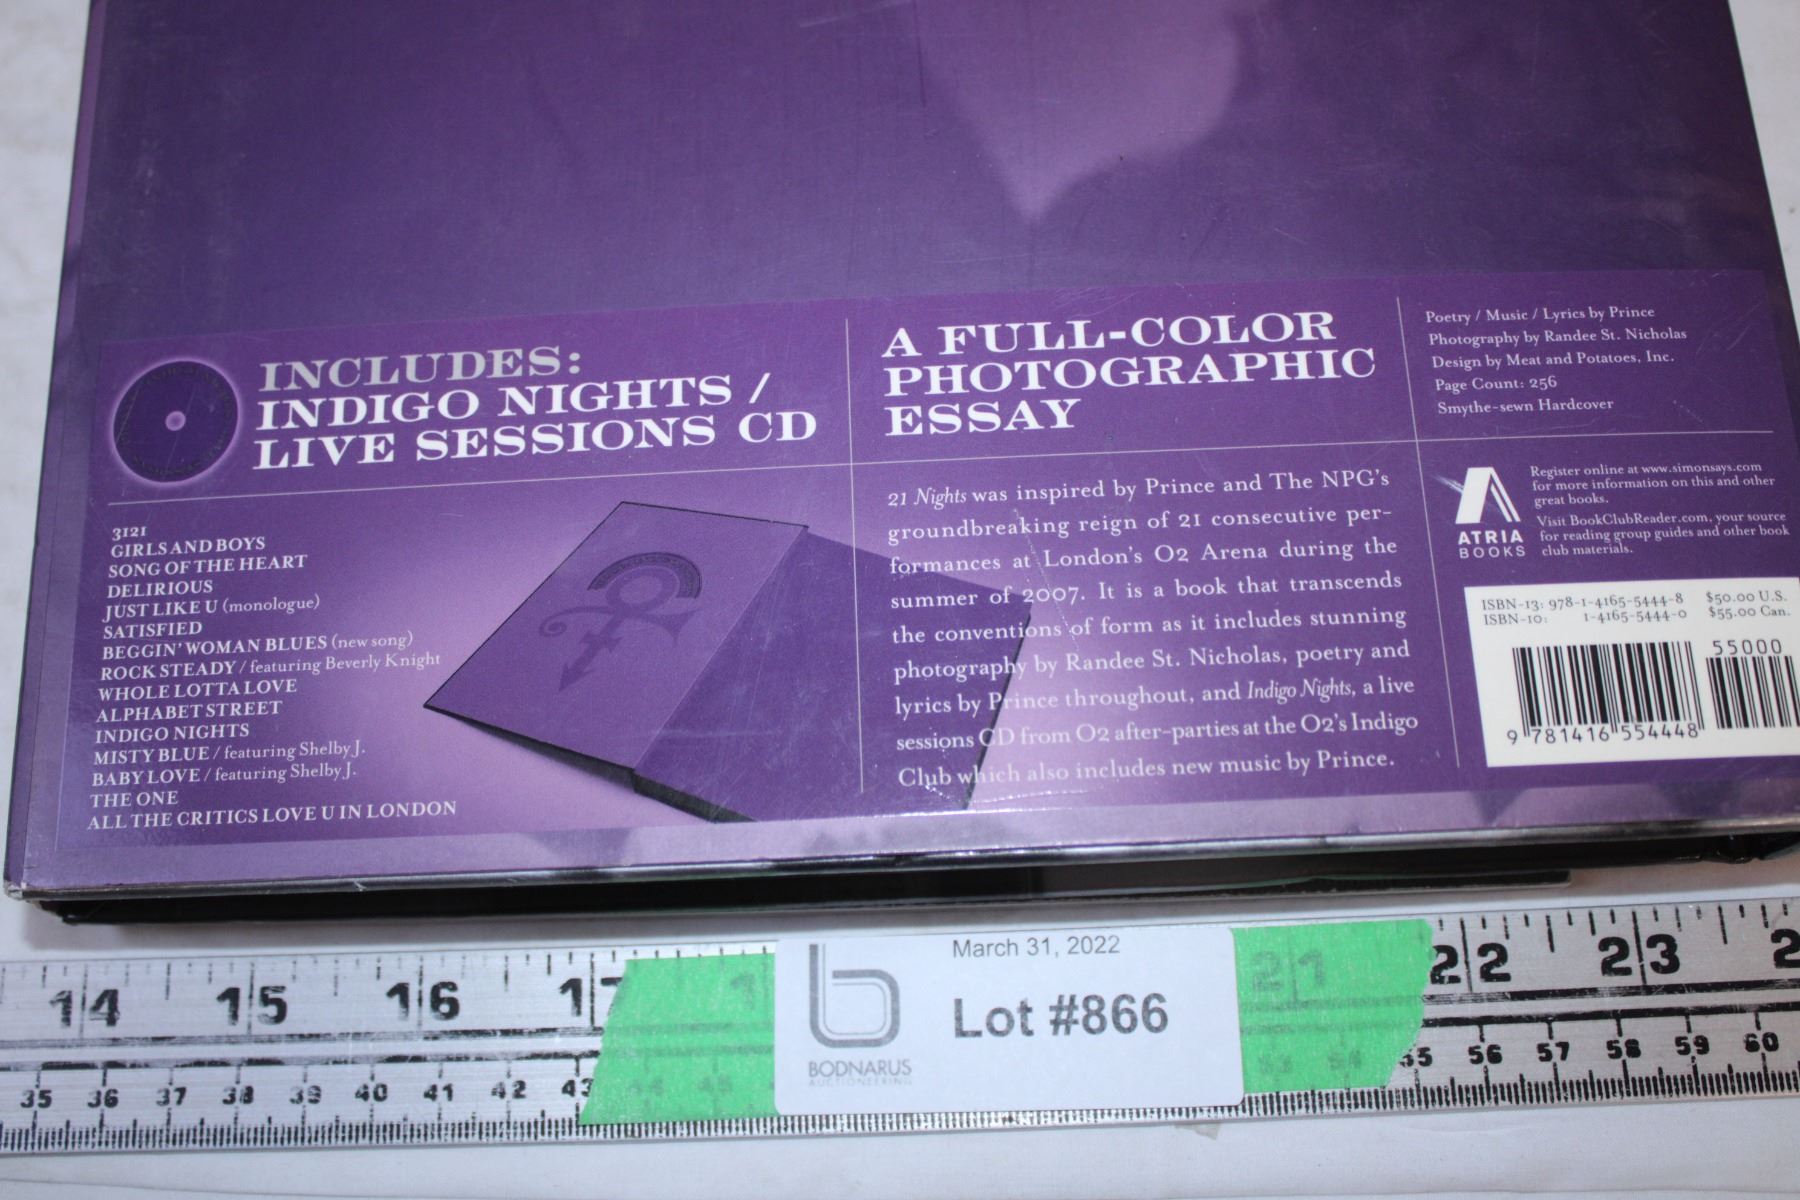 INCLUDES:
INDIGO NIGHTS /
LIVE SESSIONS CD
3121
GIRLS AND BOYS
SONG OF THE HEART
DELIRIOUS
JUST LIKE U (monologue)
SATISFIED
BEGGIN' WOMAN BLUES (new song)
ROCK STEADY / featuring Beverly Knight
WHOLE LOTTA LOVE
ALPHABET STREET
INDIGO NIGHTS
MISTY BLUE / featuring Shelby J.
BABY LOVE / featuring Shelby J.
THE ONE
ALL THE CRITICS LOVE U IN LONDON
A FULL-COLOR
PHOTOGRAPHIC
ESSAY
21 Nights was inspired by Prince and The NPG's
groundbreaking reign of 21 consecutive per-
formances at London's O2 Arena during the
summer of 2007. It is a book that transcends
the conventions of form as it includes stunning
photography by Randee St. Nicholas, poetry and
lyrics by Prince throughout, and Indigo Nights, a live
sessions CD from O2 after-parties at the O2's Indigo
Club which also includes new music by Prince.
Poetry / Music / Lyrics by Prince
Photography by Randee St. Nicholas
Design by Meat and Potatoes, Inc.
Page Count: 256
Smythe-sewn Hardcover
ATRIA
BOOKS
Register online at www.simonsays.com
for more information on this and other
great books.
Visit BookClubReader.com, your source
for reading group guides and other book
club materials.
ISBN-13: 978-1-4165-5444-8 $50.00 U.S.
ISBN-10: 1-4165-5444-0 $55.00 Can.
55000
9 781416 554448
March 31, 2022
Lot #866
BODNARUS
AUCTIONEERING
14 15 16 17 21 22 23 2
35 36 37 38 39 40 41 42 43 44 45 53 54 55 56 57 58 59 60